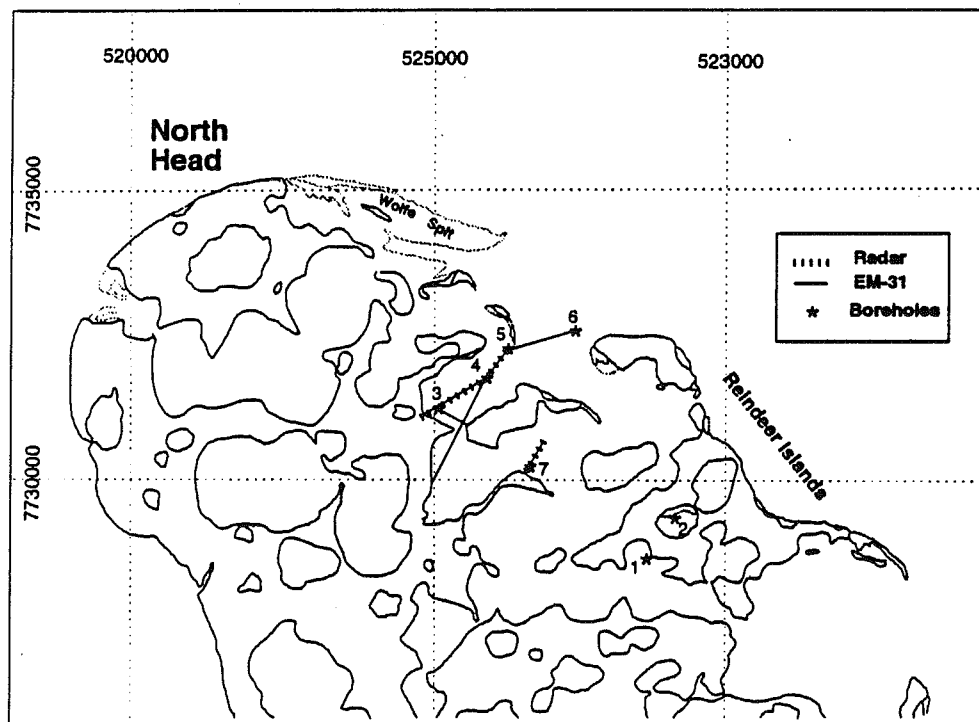 520000
525000
523000
North
Head
7735000
Wolfe Spit
Radar
EM-31
Boreholes
6
5
4
3
Reindeer Islands
7
7730000
2
1